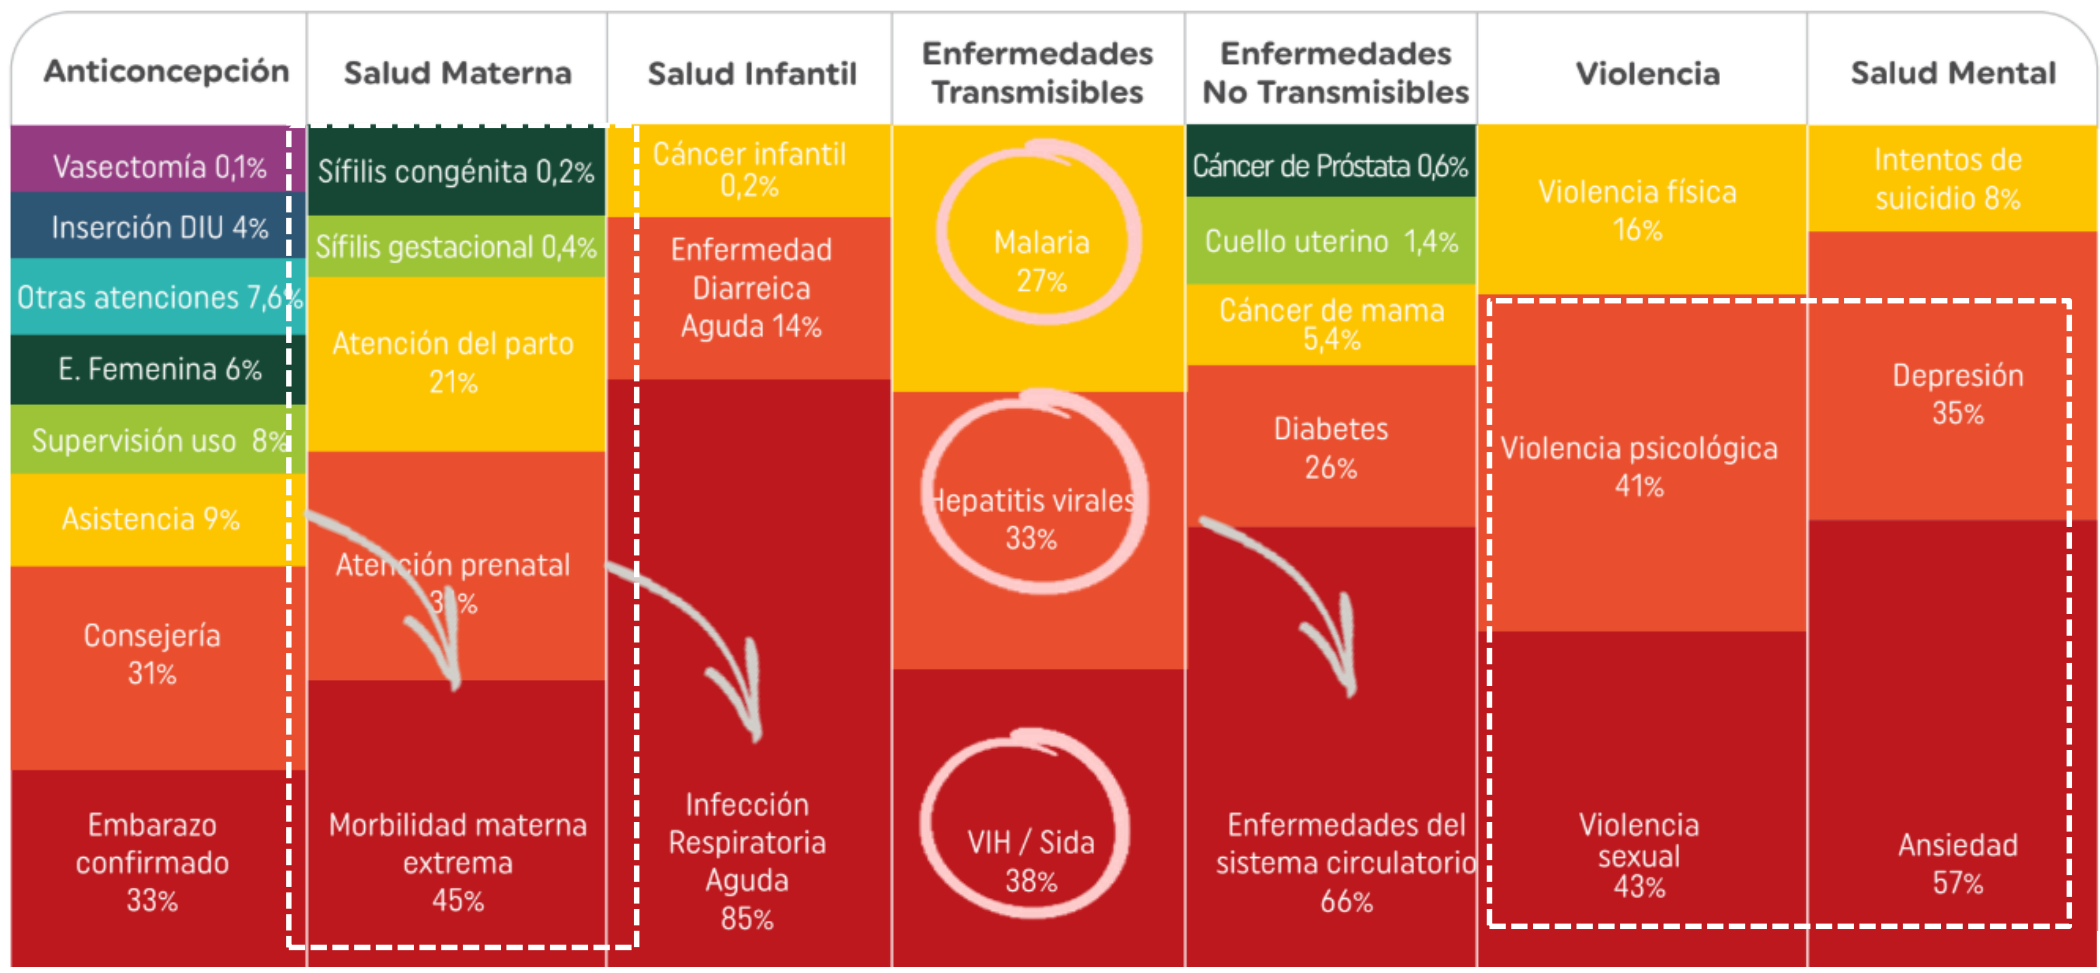 Anticoncepción
Vasectomía 0,1%
Inserción DIU 4%
Otras atenciones 7,6%
E. Femenina 6%
Supervisión uso 8%
Asistencia 9%
Consejería
31%
Embarazo
confirmado
33%
Salud Materna
Sífilis congénita 0,2%
Sífilis gestacional 0,4%
Atención del parto
21%
Atención prenatal
Morbilidad materna
extrema
45%
Salud Infantil
Cáncer infantil
0,2%
Enfermedad
Diarreica
Aguda 14%
Infección
Respiratoria
Aguda
85%
Enfermedades
Transmisibles
Malaria
27%
Hepatitis virales
33%
VIH / Sida
38%
Enfermedades
No Transmisibles
Cáncer de Próstata 0,6%
Cuello uterino 1,4%
Cáncer de mama
5,4%
Diabetes
26%
Enfermedades del
sistema circulatorio
66%
Violencia
Violencia física
16%
Violencia psicológica
41%
Violencia
sexual
43%
Salud Mental
Intentos de
suicidio 8%
Depresión
35%
Ansiedad
57%